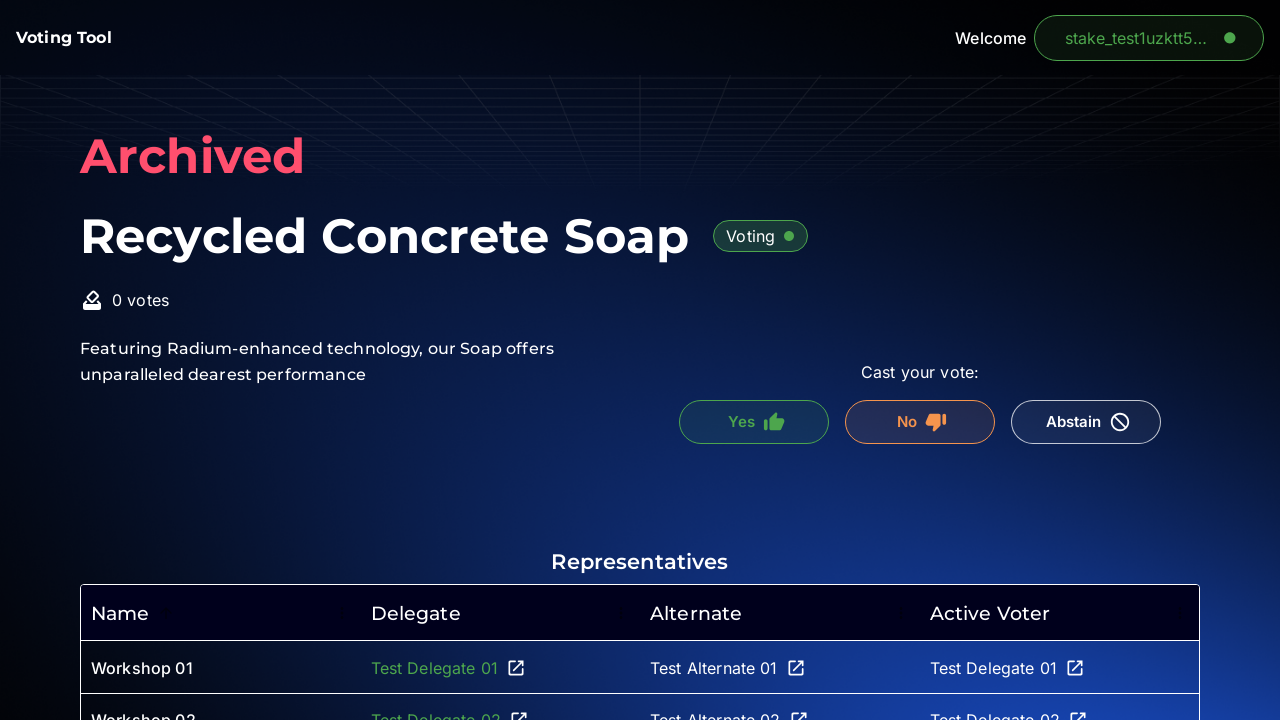 Voting Tool
Welcome
stake_test1uzktt5...
Archived
Recycled Concrete Soap
Voting
0 votes
Featuring Radium-enhanced technology, our Soap offers
unparalleled dearest performance
Cast your vote:
Yes
No
Abstain
Representatives
Name Delegate Alternate Active Voter
Workshop 01 Test Delegate 01 Test Alternate 01 Test Delegate 01
Workshop 02 Test Delegate 02 Test Alternate 02 Test Delegate 02